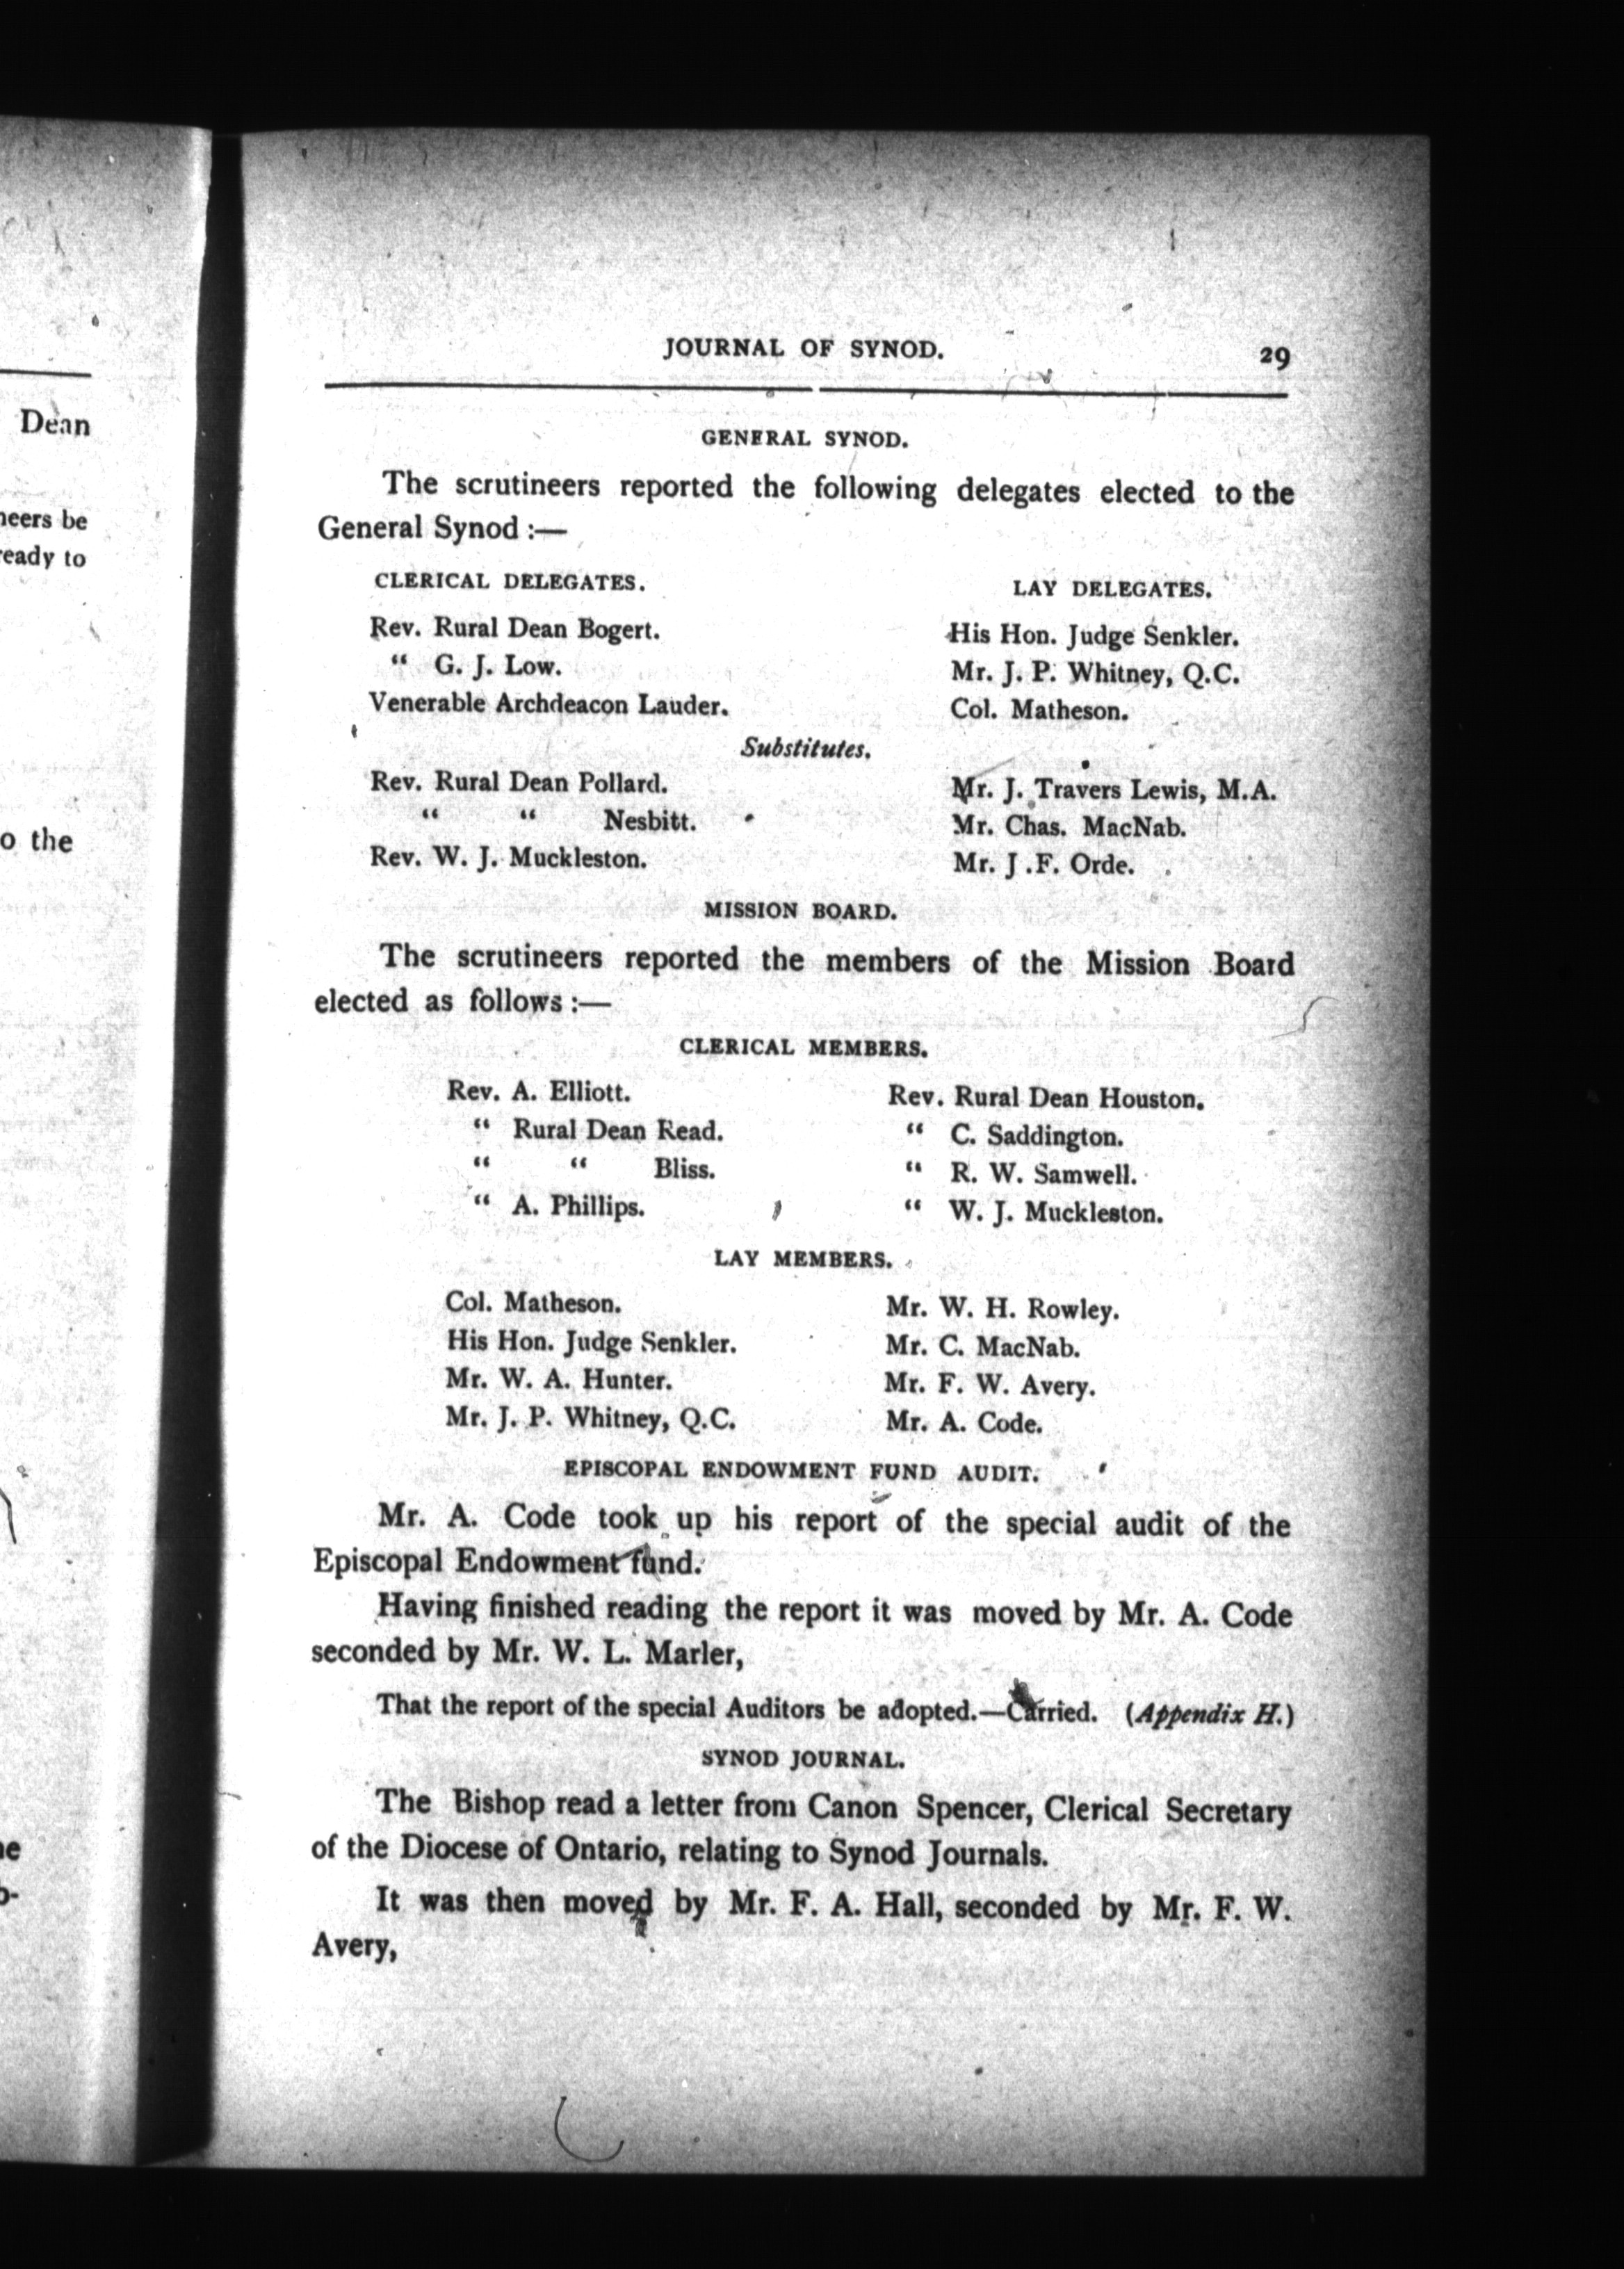 Dean
neers be
ready to
o the
ne
o-
JOURNAL OF SYNOD. 29
GENERAL SYNOD.
The scrutineers reported the following delegates elected to the
General Synod :—
CLERICAL DELEGATES. LAY DELEGATES.
Rev. Rural Dean Bogert. His Hon. Judge Senkler.
“ G. J. Low. Mr. J. P. Whitney, Q.C.
Venerable Archdeacon Lauder. Col. Matheson.
Substitutes.
Rev. Rural Dean Pollard. Mr. J. Travers Lewis, M.A.
“ “ Nesbitt. Mr. Chas. MacNab.
Rev. W. J. Muckleston. Mr. J .F. Orde.
MISSION BOARD.
The scrutineers reported the members of the Mission Board
elected as follows :—
CLERICAL MEMBERS.
Rev. A. Elliott. Rev. Rural Dean Houston.
“ Rural Dean Read. “ C. Saddington.
“ “ Bliss. “ R. W. Samwell.
“ A. Phillips. “ W. J. Muckleston.
LAY MEMBERS.
Col. Matheson. Mr. W. H. Rowley.
His Hon. Judge Senkler. Mr. C. MacNab.
Mr. W. A. Hunter. Mr. F. W. Avery.
Mr. J. P. Whitney, Q.C. Mr. A. Code.
EPISCOPAL ENDOWMENT FUND AUDIT.
Mr. A. Code took up his report of the special audit of the
Episcopal Endowment fund.
Having finished reading the report it was moved by Mr. A. Code
seconded by Mr. W. L. Marler,
That the report of the special Auditors be adopted.—Carried. (Appendix H.)
SYNOD JOURNAL.
The Bishop read a letter from Canon Spencer, Clerical Secretary
of the Diocese of Ontario, relating to Synod Journals.
It was then moved by Mr. F. A. Hall, seconded by Mr. F. W.
Avery,